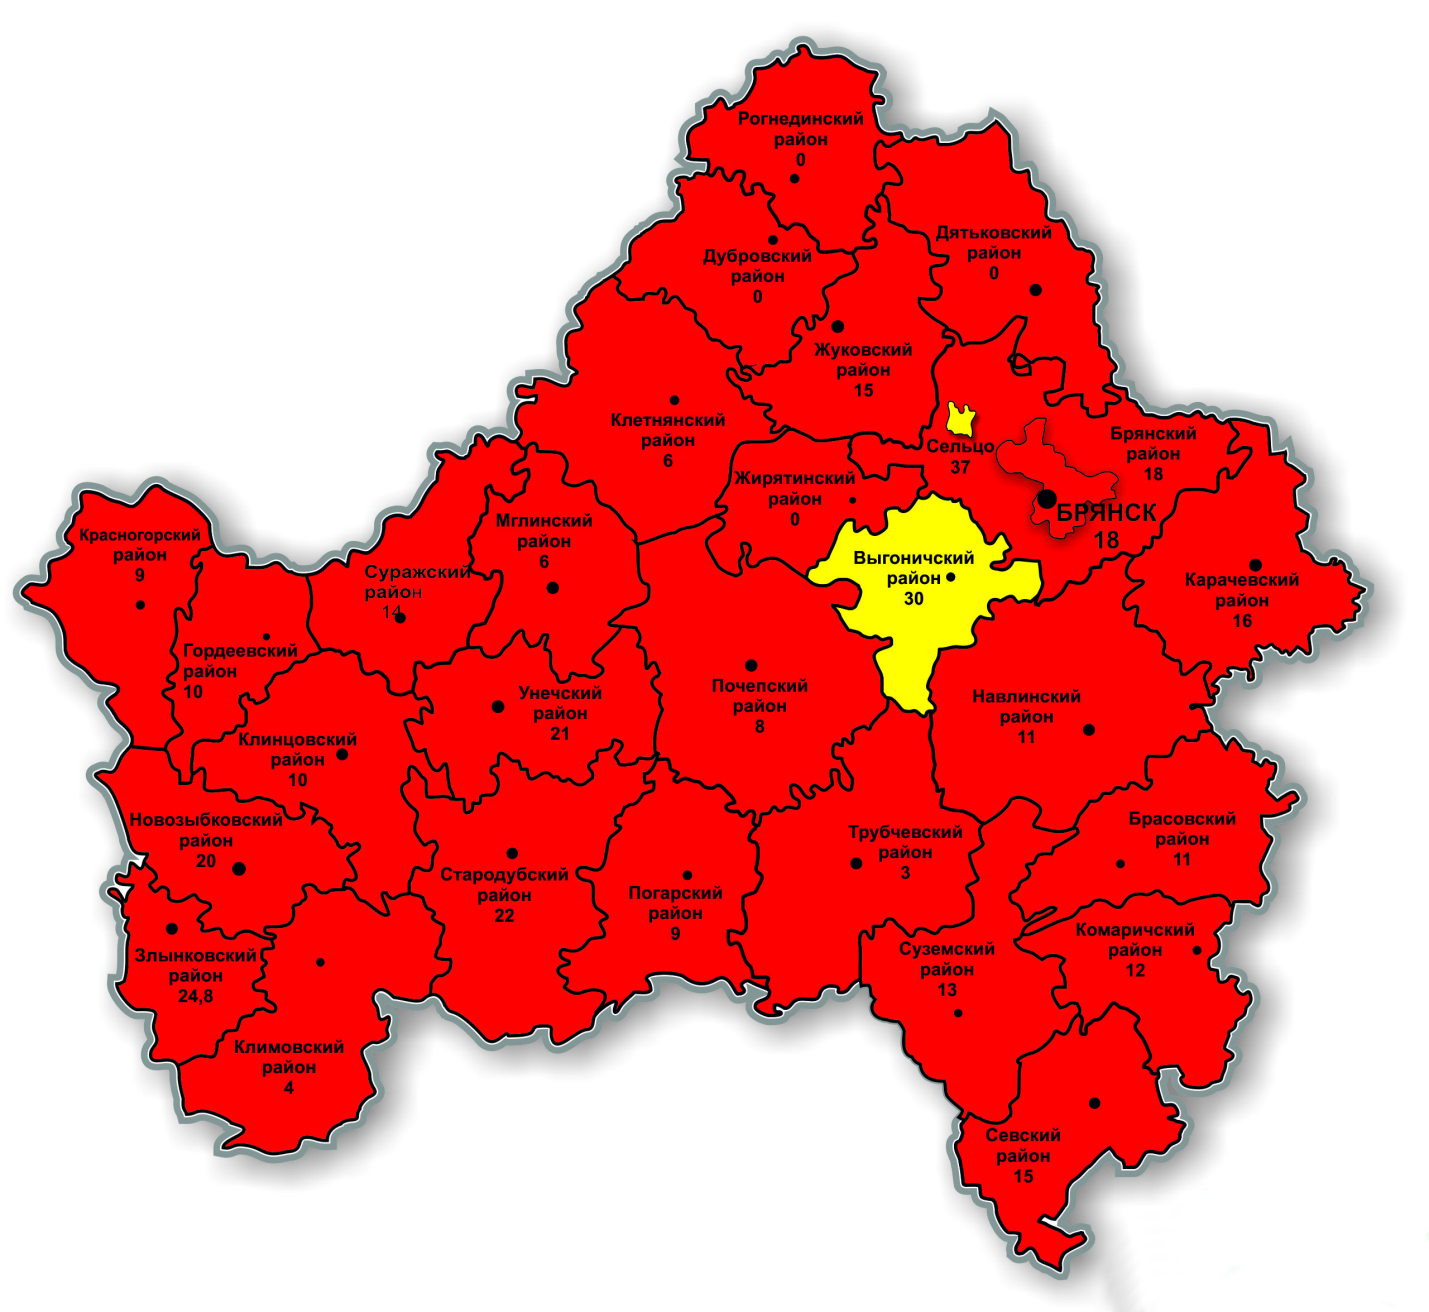 Рогнединский
район
0
Дятьковский
район
0
Дубровский
район
0
Жуковский
район
15
Клетнянский
район
6
Сельцо
37
Брянский
район
18
Жирятинский
район
0
БРЯНСК
18
Мглинский
район
6
Красногорский
район
9
Суражский
район
14
Выгоничский
район
30
Карачевский
район
16
Гордеевский
район
10
Унечский
район
21
Почепский
район
8
Навлинский
район
11
Клинцовский
район
10
Новозыбковский
район
20
Трубчевский
район
3
Брасовский
район
11
Стародубский
район
22
Погарский
район
9
Злынковский
район
24,8
Суземский
район
13
Комаричский
район
12
Климовский
район
4
Севский
район
15